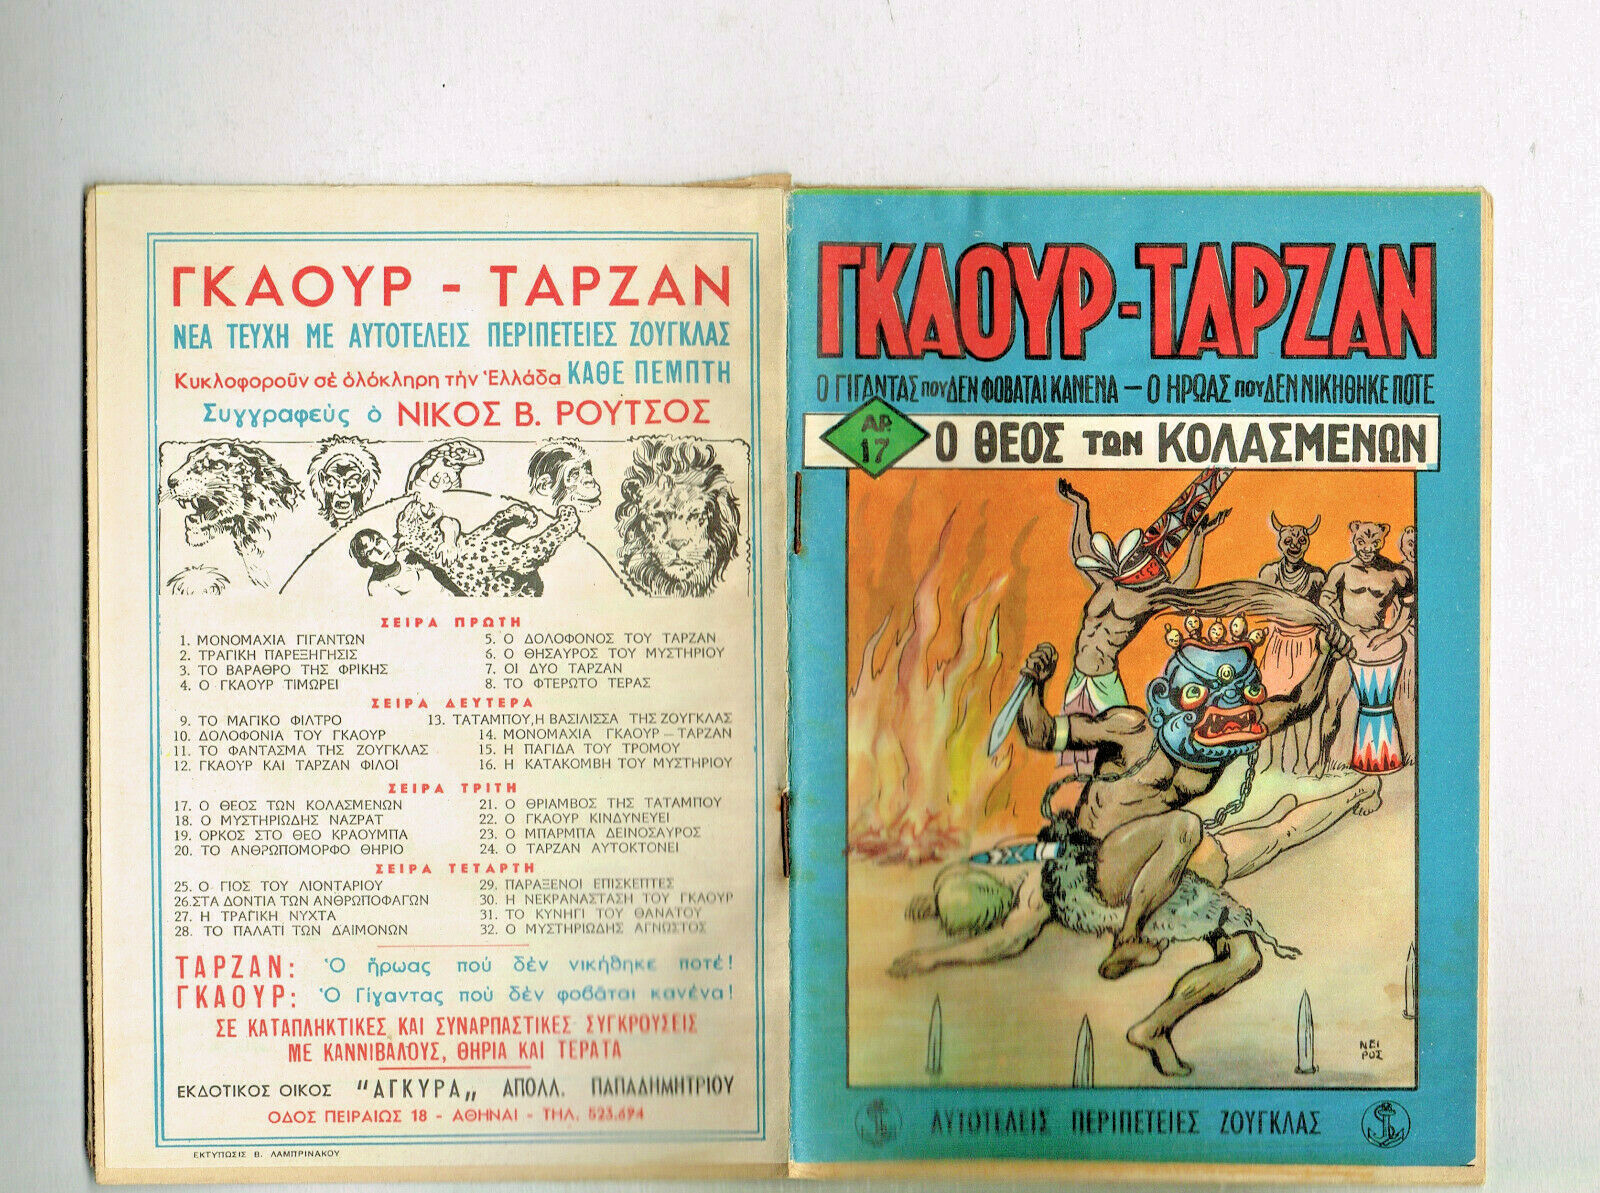 ΓΚΑΟΥΡ - ΤΑΡΖΑΝ
ΝΕΑ ΤΕΥΧΗ ΜΕ ΑΥΤΟΤΕΛΕΙΣ ΠΕΡΙΠΕΤΕΙΕΣ ΖΟΥΓΚΛΑΣ
Κυκλοφοροῦν σὲ ὁλόκληρη τὴν Ἑλλάδα ΚΑΘΕ ΠΕΜΠΤΗ
Συγγραφεὺς ὁ ΝΙΚΟΣ Β. ΡΟΥΤΣΟΣ
ΣΕΙΡΑ ΠΡΩΤΗ
1. ΜΟΝΟΜΑΧΙΑ ΓΙΓΑΝΤΩΝ
2. ΤΡΑΓΙΚΗ ΠΑΡΕΞΗΓΗΣΙΣ
3. ΤΟ ΒΑΡΑΘΡΟ ΤΗΣ ΦΡΙΚΗΣ
4. Ο ΓΚΑΟΥΡ ΤΙΜΩΡΕΙ
5. Ο ΔΟΛΟΦΟΝΟΣ ΤΟΥ ΤΑΡΖΑΝ
6. Ο ΘΗΣΑΥΡΟΣ ΤΟΥ ΜΥΣΤΗΡΙΟΥ
7. ΟΙ ΔΥΟ ΤΑΡΖΑΝ
8. ΤΟ ΦΤΕΡΩΤΟ ΤΕΡΑΣ
ΣΕΙΡΑ ΔΕΥΤΕΡΑ
9. ΤΟ ΜΑΓΙΚΟ ΦΙΛΤΡΟ
10. ΔΟΛΟΦΟΝΙΑ ΤΟΥ ΓΚΑΟΥΡ
11. ΤΟ ΦΑΝΤΑΣΜΑ ΤΗΣ ΖΟΥΓΚΛΑΣ
12. ΓΚΑΟΥΡ ΚΑΙ ΤΑΡΖΑΝ ΦΙΛΟΙ
13. ΤΑΤΑΜΠΟΥ, Η ΒΑΣΙΛΙΣΣΑ ΤΗΣ ΖΟΥΓΚΛΑΣ
14. ΜΟΝΟΜΑΧΙΑ ΓΚΑΟΥΡ — ΤΑΡΖΑΝ
15. Η ΠΑΓΙΔΑ ΤΟΥ ΤΡΟΜΟΥ
16. Η ΚΑΤΑΚΟΜΒΗ ΤΟΥ ΜΥΣΤΗΡΙΟΥ
ΣΕΙΡΑ ΤΡΙΤΗ
17. Ο ΘΕΟΣ ΤΩΝ ΚΟΛΑΣΜΕΝΩΝ
18. Ο ΜΥΣΤΗΡΙΩΔΗΣ ΝΑΖΡΑΤ
19. ΟΡΚΟΣ ΣΤΟ ΘΕΟ ΚΡΑΟΥΜΠΑ
20. ΤΟ ΑΝΘΡΩΠΟΜΟΡΦΟ ΘΗΡΙΟ
21. Ο ΘΡΙΑΜΒΟΣ ΤΗΣ ΤΑΤΑΜΠΟΥ
22. Ο ΓΚΑΟΥΡ ΚΙΝΔΥΝΕΥΕΙ
23. Ο ΜΠΑΡΜΠΑ ΔΕΙΝΟΣΑΥΡΟΣ
24. Ο ΤΑΡΖΑΝ ΑΥΤΟΚΤΟΝΕΙ
ΣΕΙΡΑ ΤΕΤΑΡΤΗ
25. Ο ΓΙΟΣ ΤΟΥ ΛΙΟΝΤΑΡΙΟΥ
26. ΣΤΑ ΔΟΝΤΙΑ ΤΩΝ ΑΝΘΡΩΠΟΦΑΓΩΝ
27. Η ΤΡΑΓΙΚΗ ΝΥΧΤΑ
28. ΤΟ ΠΑΛΑΤΙ ΤΩΝ ΔΑΙΜΟΝΩΝ
29. ΠΑΡΑΞΕΝΟΙ ΕΠΙΣΚΕΠΤΕΣ
30. Η ΝΕΚΡΑΝΑΣΤΑΣΗ ΤΟΥ ΓΚΑΟΥΡ
31. ΤΟ ΚΥΝΗΓΙ ΤΟΥ ΘΑΝΑΤΟΥ
32. Ο ΜΥΣΤΗΡΙΩΔΗΣ ΑΓΝΩΣΤΟΣ
ΤΑΡΖΑΝ: Ὁ ἥρωας ποὺ δὲν νικήθηκε ποτέ!
ΓΚΑΟΥΡ: Ὁ Γίγαντας ποὺ δὲν φοβᾶται κανένα!
ΣΕ ΚΑΤΑΠΛΗΚΤΙΚΕΣ ΚΑΙ ΣΥΝΑΡΠΑΣΤΙΚΕΣ ΣΥΓΚΡΟΥΣΕΙΣ
ΜΕ ΚΑΝΝΙΒΑΛΟΥΣ, ΘΗΡΙΑ ΚΑΙ ΤΕΡΑΤΑ
ΕΚΔΟΤΙΚΟΣ ΟΙΚΟΣ "ΑΓΚΥΡΑ„ ΑΠΟΛΛ. ΠΑΠΑΔΗΜΗΤΡΙΟΥ
ΟΔΟΣ ΠΕΙΡΑΙΩΣ 18 - ΑΘΗΝΑΙ - ΤΗΛ. 523.694
ΕΚΤΥΠΩΣΙΣ Β. ΛΑΜΠΡΙΝΑΚΟΥ
ΓΚΑΟΥΡ-ΤΑΡΖΑΝ
Ο ΓΙΓΑΝΤΑΣ ΠΟΥ ΔΕΝ ΦΟΒΑΤΑΙ ΚΑΝΕΝΑ — Ο ΗΡΩΑΣ ΠΟΥ ΔΕΝ ΝΙΚΗΘΗΚΕ ΠΟΤΕ
ΑΡ. 17
Ο ΘΕΟΣ ΤΩΝ ΚΟΛΑΣΜΕΝΩΝ
ΝΕΙ
ΡΟΣ
ΑΥΤΟΤΕΛΕΙΣ ΠΕΡΙΠΕΤΕΙΕΣ ΖΟΥΓΚΛΑΣ